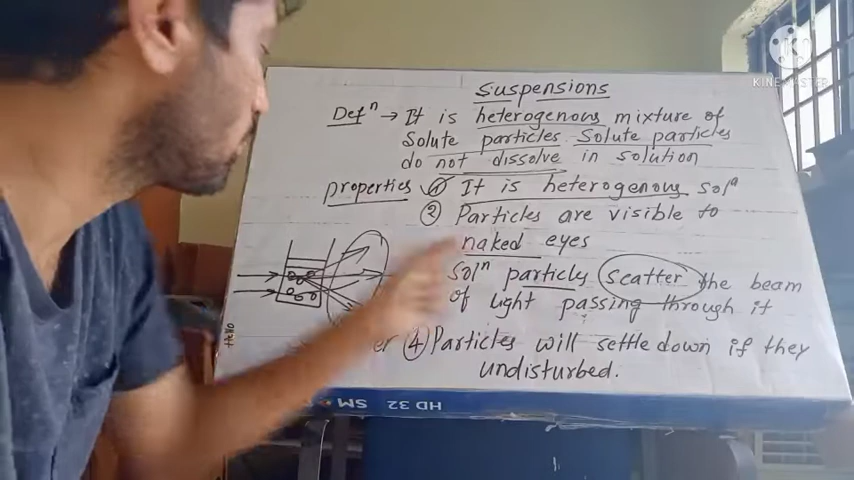 KINEMASTER
Suspensions
Defⁿ → It is heterogenous mixture of
Solute particles Solute particles
do not dissolve in solution
properties ① It is heterogenous solⁿ
② Particles are visible to
naked eyes
Solⁿ particles scatter the beam
of light passing through it
④ Particles will settle down if they
undisturbed.
Hello
HD 32 SM